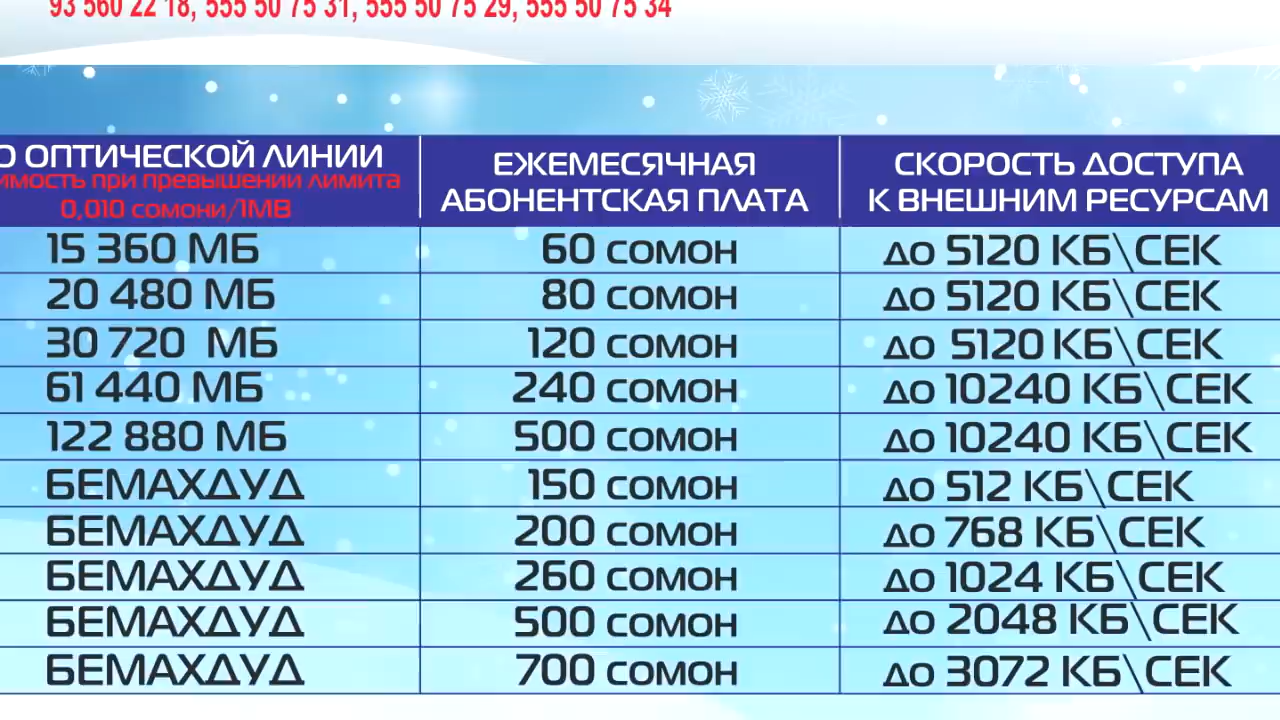 93 560 22 18, 555 50 75 31, 555 50 75 29, 555 50 75 34
О ОПТИЧЕСКОЙ ЛИНИИ
имость при превышении лимита
0,010 сомони/1МВ
ЕЖЕМЕСЯЧНАЯ
АБОНЕНТСКАЯ ПЛАТА
СКОРОСТЬ ДОСТУПА
К ВНЕШНИМ РЕСУРСАМ
15 360 МБ 60 сомон до 5120 КБ\СЕК
20 480 МБ 80 сомон до 5120 КБ\СЕК
30 720 МБ 120 сомон до 5120 КБ\СЕК
61 440 МБ 240 сомон до 10240 КБ\СЕК
122 880 МБ 500 сомон до 10240 КБ\СЕК
БЕМАХДУД 150 сомон до 512 КБ\СЕК
БЕМАХДУД 200 сомон до 768 КБ\СЕК
БЕМАХДУД 260 сомон до 1024 КБ\СЕК
БЕМАХДУД 500 сомон до 2048 КБ\СЕК
БЕМАХДУД 700 сомон до 3072 КБ\СЕК